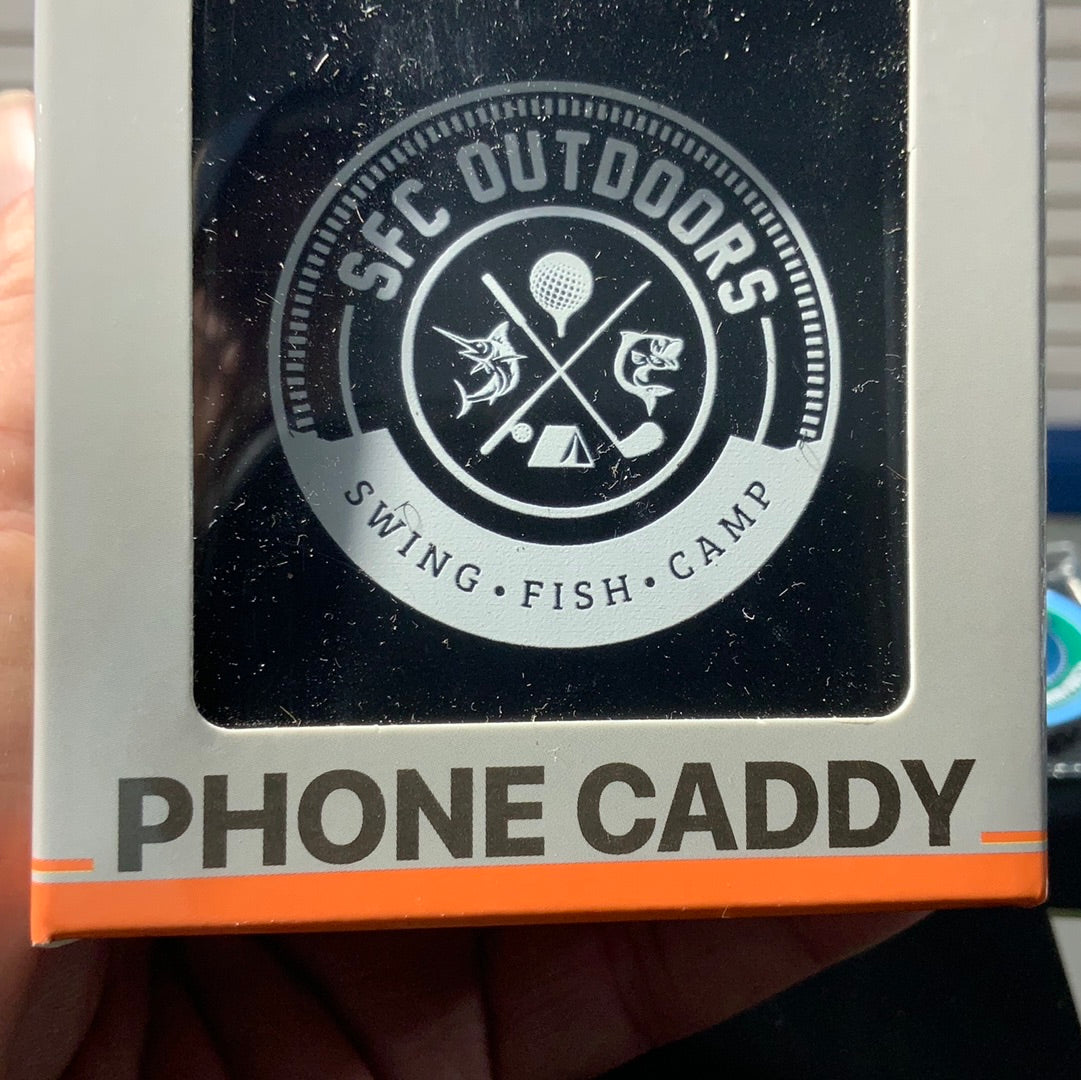 SFC OUTDOORS
SWING • FISH • CAMP
PHONE CADDY